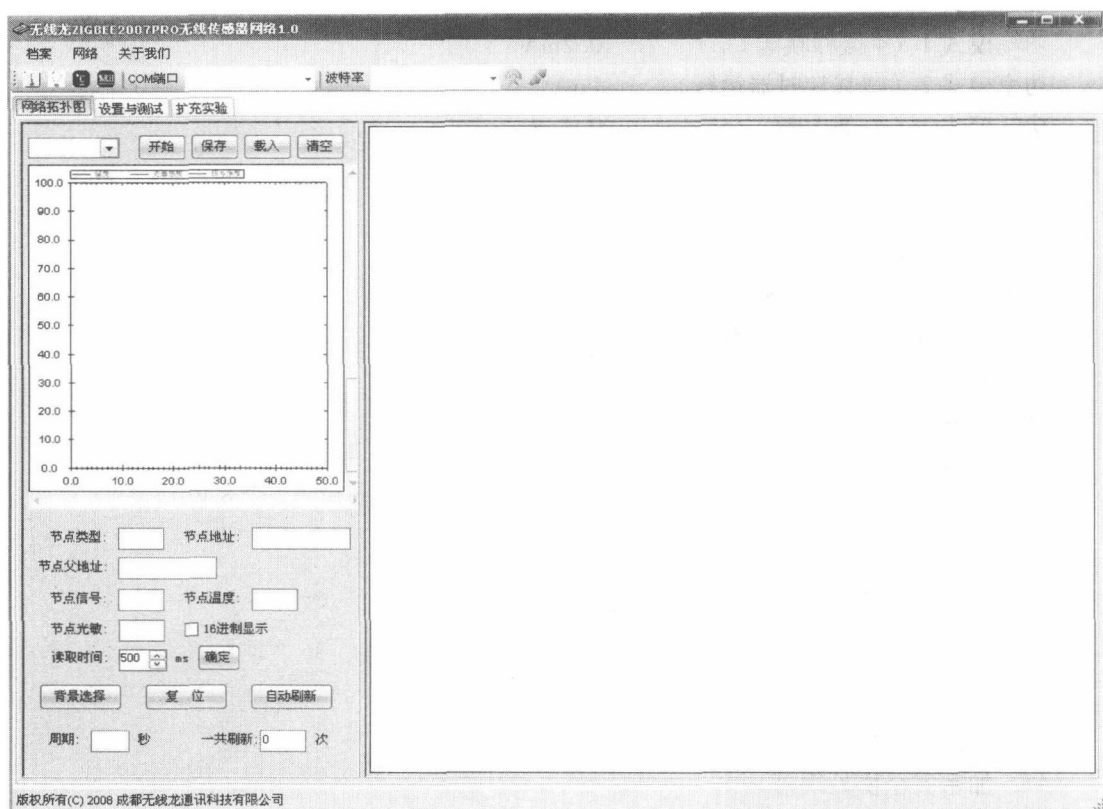 无线龙ZIGBEE2007PRO无线传感器网络1.0
档案 网络 关于我们
COM端口 波特率
网络拓扑图 设置与测试 扩充实验
开始 保存 载入 清空
100.0
90.0
80.0
70.0
60.0
50.0
40.0
30.0
20.0
10.0
0.0
0.0 10.0 20.0 30.0 40.0 50.0
节点类型: 节点地址:
节点父地址:
节点信号: 节点温度:
节点光敏: 16进制显示
读取时间: 500 ms 确定
背景选择 复 位 自动刷新
周期: 秒 一共刷新: 0 次
版权所有(C) 2008 成都无线龙通讯科技有限公司